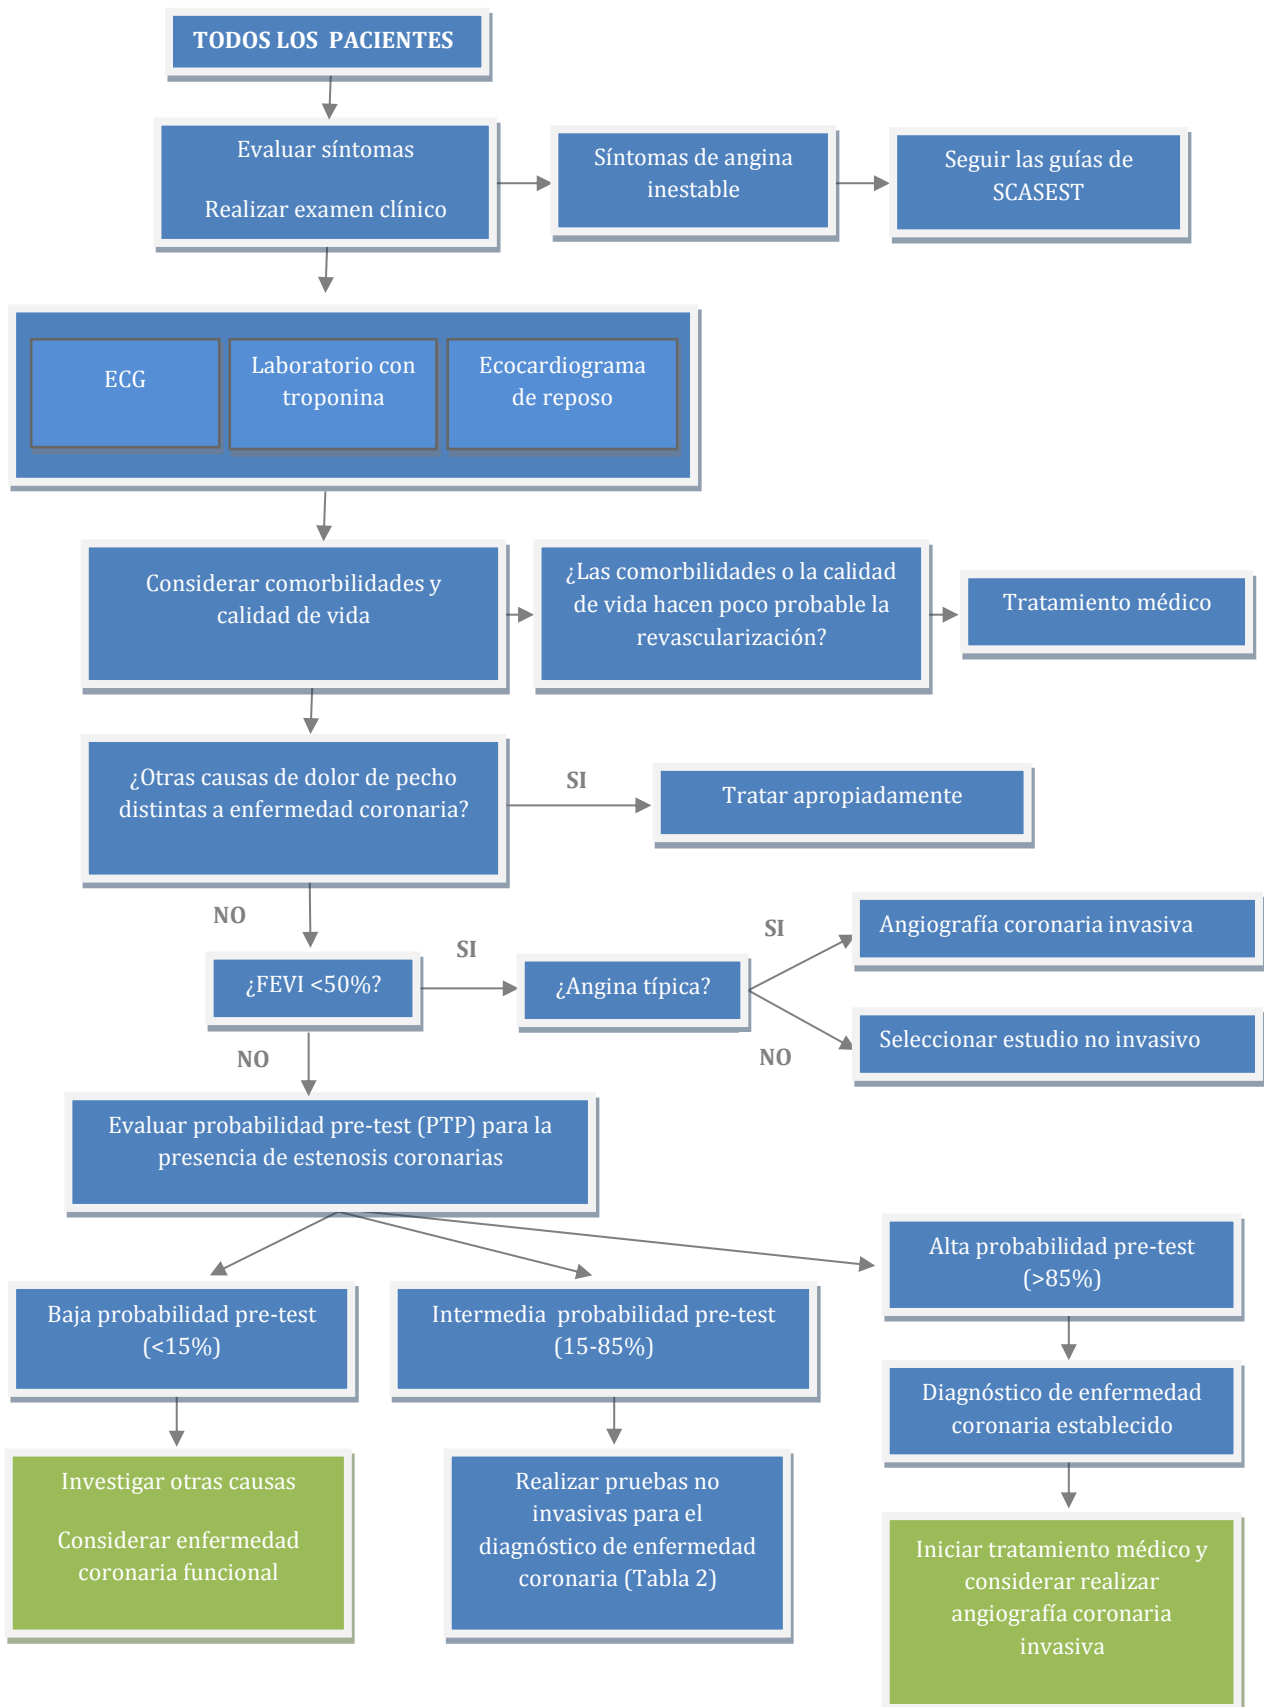 TODOS LOS  PACIENTES
Evaluar síntomas
Realizar examen clínico
Síntomas de angina
inestable
Seguir las guías de
SCASEST
ECG
Laboratorio con
troponina
Ecocardiograma
de reposo
Considerar comorbilidades y
calidad de vida
¿Las comorbilidades o la calidad
de vida hacen poco probable la
revascularización?
Tratamiento médico
¿Otras causas de dolor de pecho
distintas a enfermedad coronaria?
SI
Tratar apropiadamente
NO
¿FEVI <50%?
SI
¿Angina típica?
SI
Angiografía coronaria invasiva
NO
Seleccionar estudio no invasivo
NO
Evaluar probabilidad pre-test (PTP) para la
presencia de estenosis coronarias
Baja probabilidad pre-test
(<15%)
Intermedia  probabilidad pre-test
(15-85%)
Alta probabilidad pre-test
(>85%)
Diagnóstico de enfermedad
coronaria establecido
Investigar otras causas
Considerar enfermedad
coronaria funcional
Realizar pruebas no
invasivas para el
diagnóstico de enfermedad
coronaria (Tabla 2)
Iniciar tratamiento médico y
considerar realizar
angiografía coronaria
invasiva